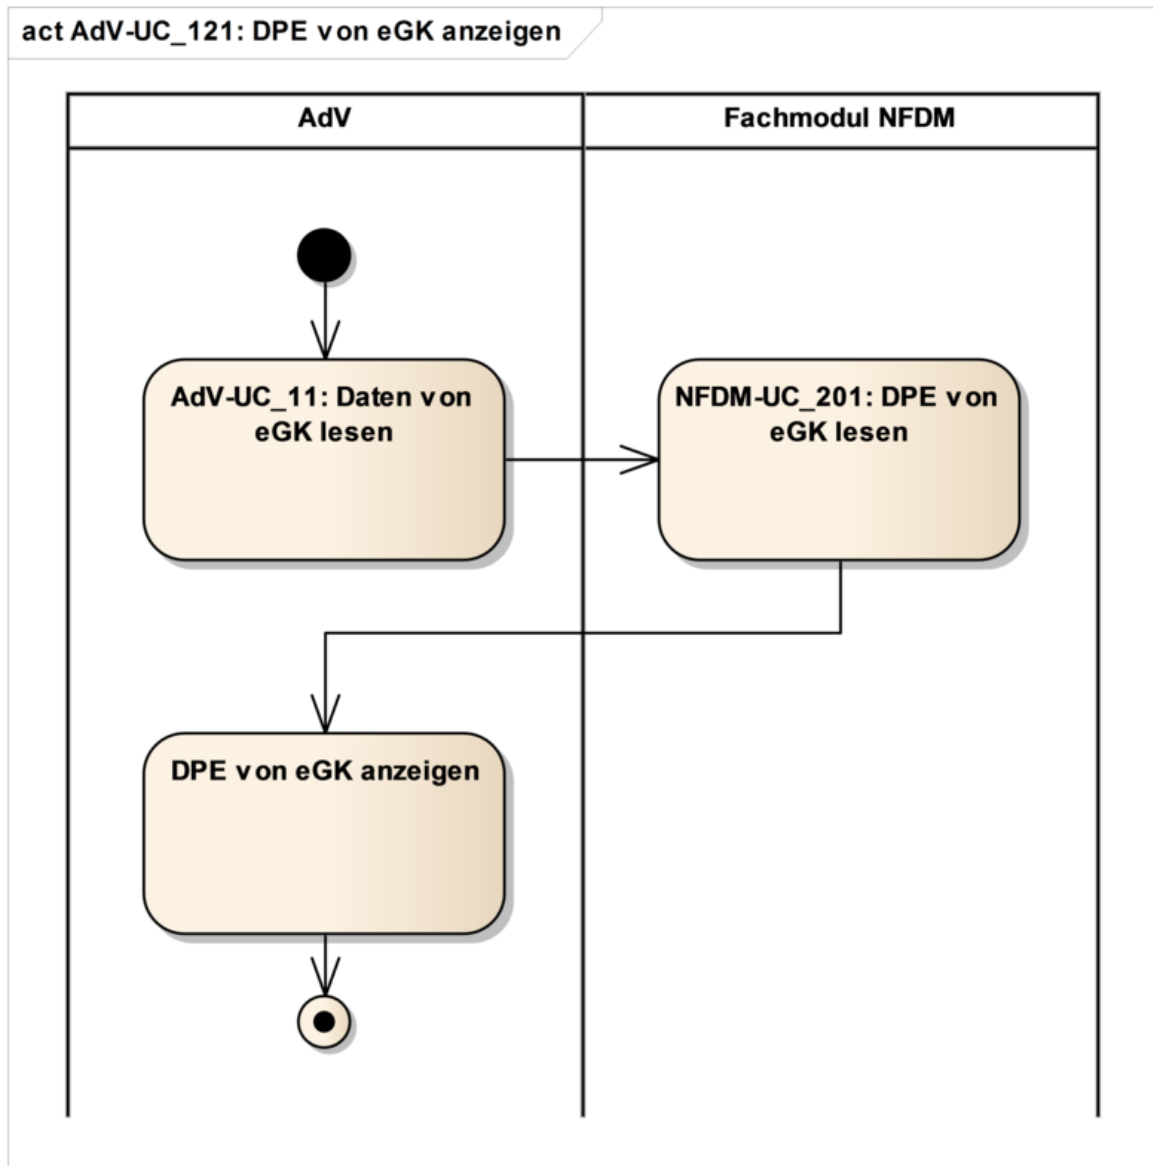 act AdV-UC_121: DPE von eGK anzeigen
AdV
Fachmodul NFDM
AdV-UC_11: Daten von
eGK lesen
NFDM-UC_201: DPE von
eGK lesen
DPE von eGK anzeigen